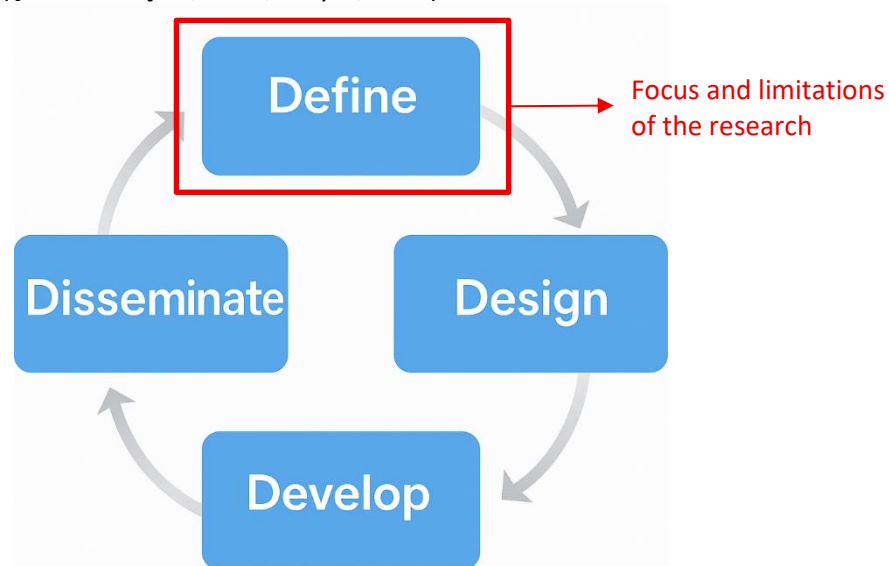 Define
Focus and limitations
of the research
Disseminate
Design
Develop